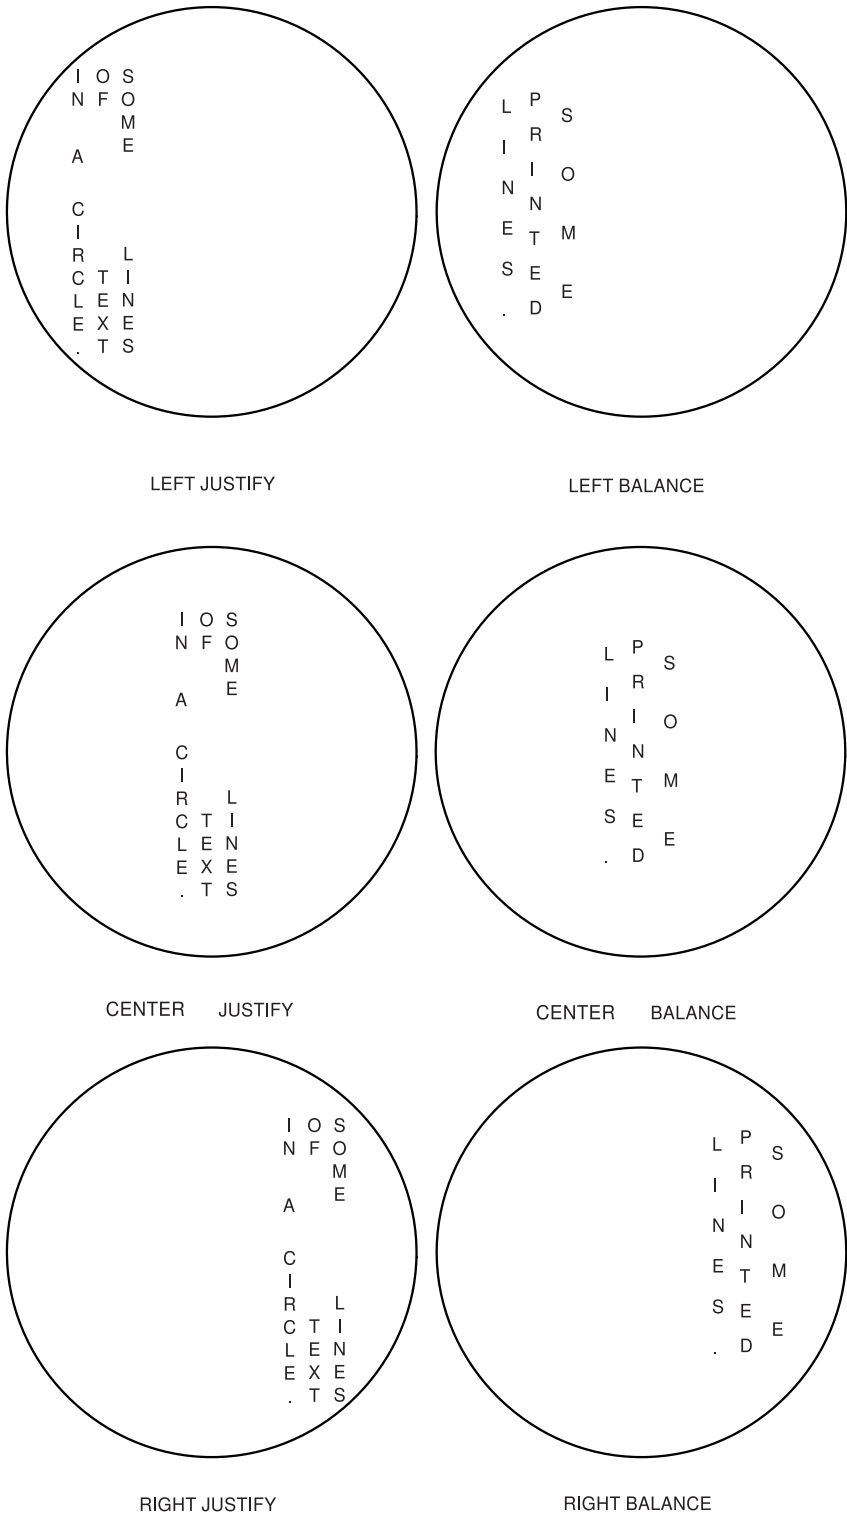 SOME LINES
OF TEXT
IN A CIRCLE.
SOME
PRINTED
LINES.
LEFT JUSTIFY
LEFT BALANCE
SOME LINES
OF TEXT
IN A CIRCLE.
SOME
PRINTED
LINES.
CENTER JUSTIFY
CENTER BALANCE
SOME LINES
OF TEXT
IN A CIRCLE.
SOME
PRINTED
LINES.
RIGHT JUSTIFY
RIGHT BALANCE